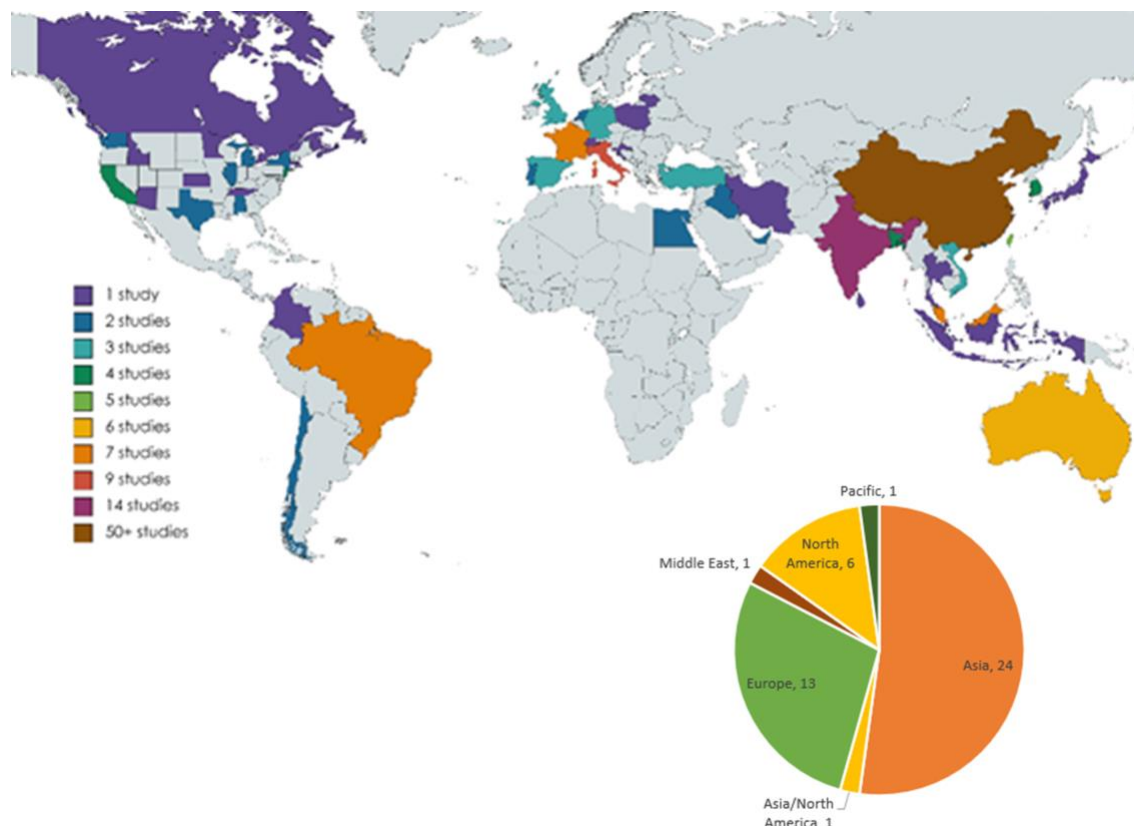 1 study
2 studies
3 studies
4 studies
5 studies
6 studies
7 studies
9 studies
14 studies
50+ studies
Pacific, 1
North
America, 6
Middle East, 1
Asia, 24
Europe, 13
Asia/North
America, 1